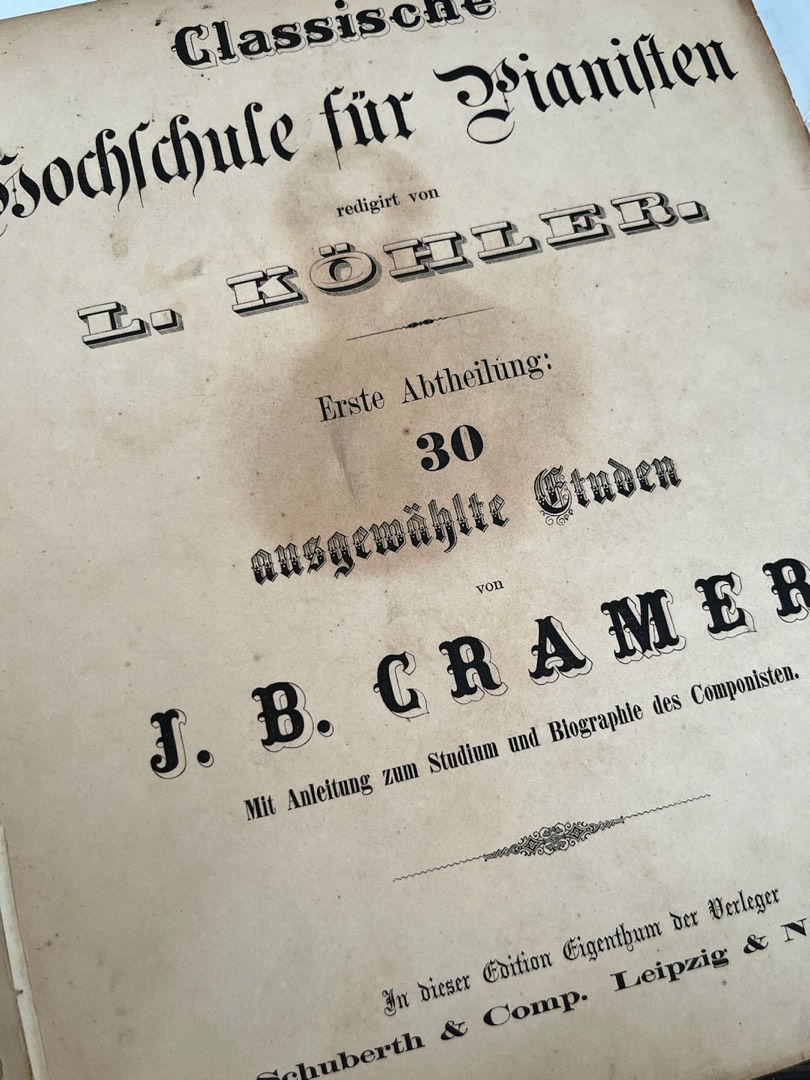 Classische
Hochschule für Pianisten
redigirt von
L. KÖHLER.
Erste Abtheilung:
30
ausgewählte Etuden
von
J. B. CRAMER
Mit Anleitung zum Studium und Biographie des Componisten.
In dieser Edition Eigenthum der Verleger
Schuberth & Comp. Leipzig & N